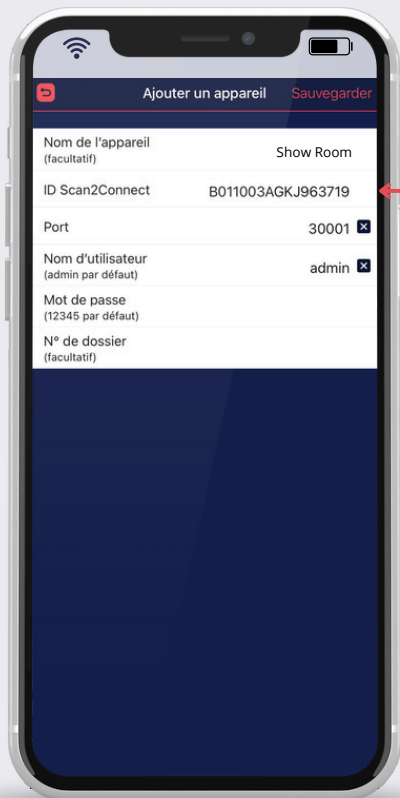 Ajouter un appareil Sauvegarder
Nom de l'appareil
(facultatif)
Show Room
ID Scan2Connect B011003AGKJ963719
Port 30001
Nom d'utilisateur
(admin par défaut)
admin
Mot de passe
(12345 par défaut)
N° de dossier
(facultatif)